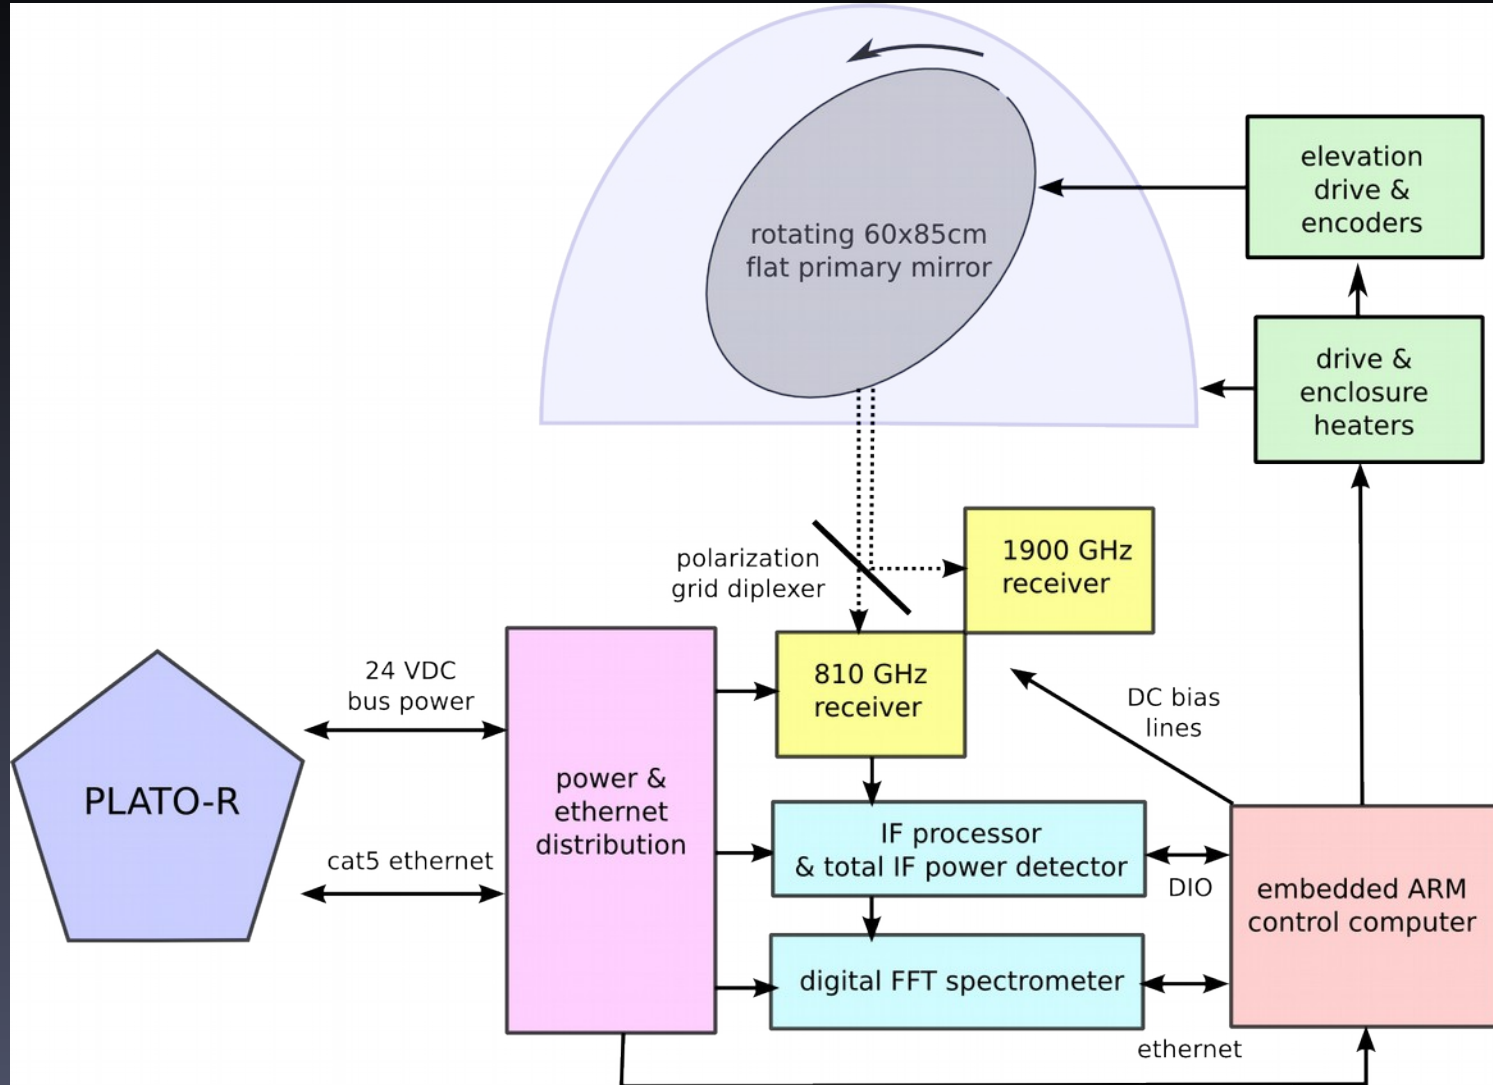 rotating 60x85cm
flat primary mirror
elevation
drive &
encoders
drive &
enclosure
heaters
polarization
grid diplexer
1900 GHz
receiver
810 GHz
receiver
24 VDC
bus power
DC bias
lines
PLATO-R
power &
ethernet
distribution
cat5 ethernet
IF processor
& total IF power detector
DIO
embedded ARM
control computer
digital FFT spectrometer
ethernet